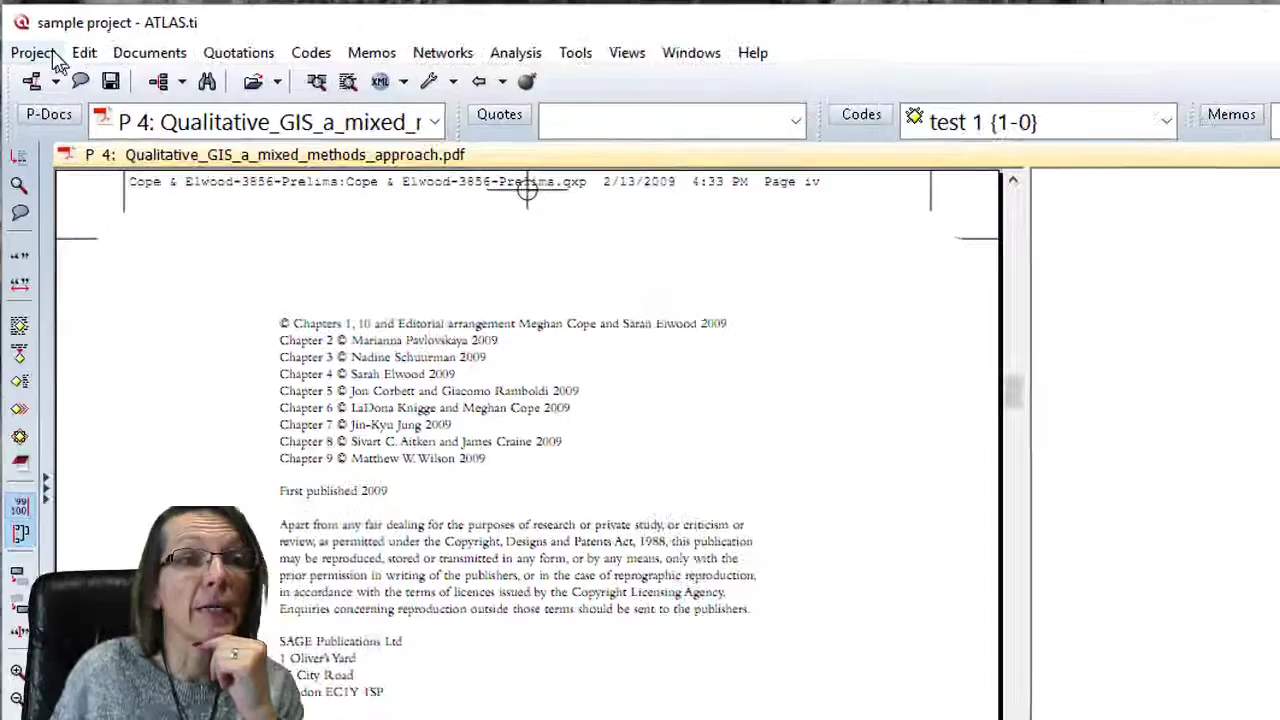 sample project - ATLAS.ti
Project Edit Documents Quotations Codes Memos Networks Analysis Tools Views Windows Help
XML
P-Docs P 4: Qualitative_GIS_a_mixed_r Quotes Codes test 1 {1-0} Memos
P 4: Qualitative_GIS_a_mixed_methods_approach.pdf
Cope & Elwood-3856-Prelims:Cope & Elwood-3856-Prelims.qxp 2/13/2009 4:33 PM Page iv
© Chapters 1, 10 and Editorial arrangement Meghan Cope and Sarah Elwood 2009
Chapter 2 © Marianna Pavlovskaya 2009
Chapter 3 © Nadine Schuurman 2009
Chapter 4 © Sarah Elwood 2009
Chapter 5 © Jon Corbett and Giacomo Rambaldi 2009
Chapter 6 © LaDona Knigge and Meghan Cope 2009
Chapter 7 © Jin-Kyu Jung 2009
Chapter 8 © Stuart C. Aitken and James Craine 2009
Chapter 9 © Matthew W. Wilson 2009
First published 2009
Apart from any fair dealing for the purposes of research or private study, or criticism or
review, as permitted under the Copyright, Designs and Patents Act, 1988, this publication
may be reproduced, stored or transmitted in any form, or by any means, only with the
prior permission in writing of the publishers, or in the case of reprographic reproduction,
in accordance with the terms of licences issued by the Copyright Licensing Agency.
Enquiries concerning reproduction outside those terms should be sent to the publishers.
SAGE Publications Ltd
1 Oliver's Yard
City Road
ndon EC1Y 1SP